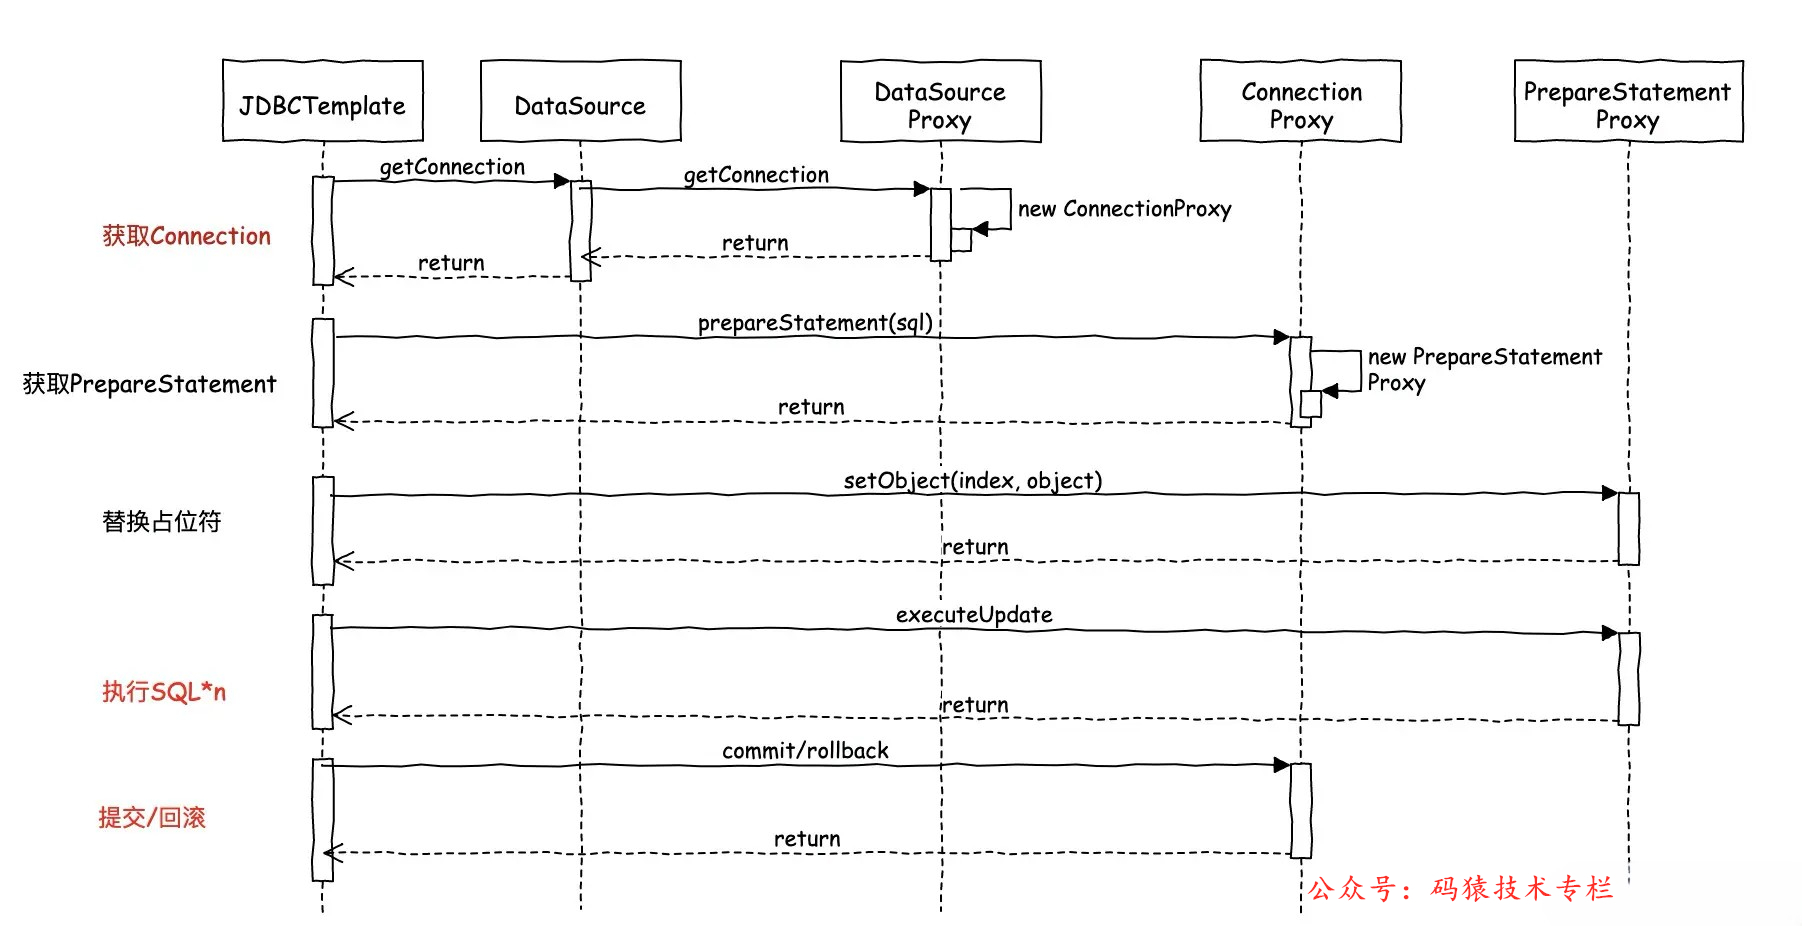 JDBCTemplate
DataSource
DataSource
Proxy
Connection
Proxy
PrepareStatement
Proxy
getConnection
getConnection
new ConnectionProxy
获取Connection
return
return
prepareStatement(sql)
new PrepareStatement
Proxy
获取PrepareStatement
return
setObject(index, object)
替换占位符
return
executeUpdate
执行SQL*n
return
commit/rollback
提交/回滚
return
公众号：码猿技术专栏